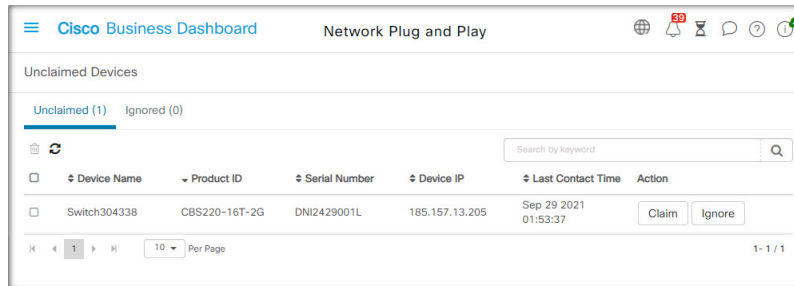 Cisco Business Dashboard Network Plug and Play 39
Unclaimed Devices
Unclaimed (1) Ignored (0)
Search by keyword
Device Name Product ID Serial Number Device IP Last Contact Time Action
Switch304338 CBS220-16T-2G DNI2429001L 185.157.13.205 Sep 29 2021 Claim Ignore
01:53:37
1 10 Per Page 1- 1 / 1